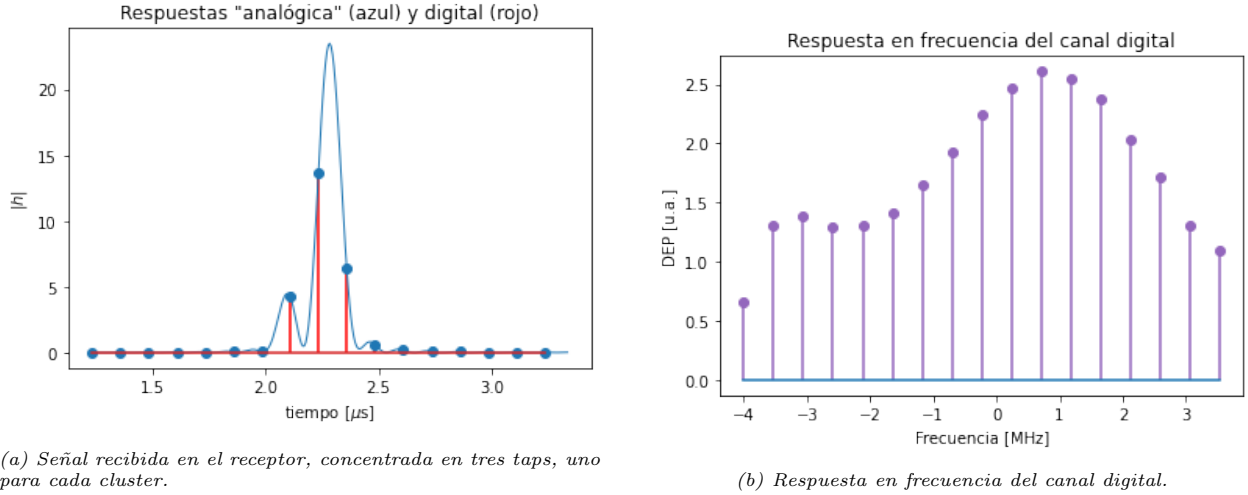 Respuestas "analógica" (azul) y digital (rojo)
|h|
20
15
10
5
0
1.5 2.0 2.5 3.0
tiempo [μs]
(a) Señal recibida en el receptor, concentrada en tres taps, uno
para cada cluster.
Respuesta en frecuencia del canal digital
DEP [u.a.]
2.5
2.0
1.5
1.0
0.5
0.0
−4 −3 −2 −1 0 1 2 3
Frecuencia [MHz]
(b) Respuesta en frecuencia del canal digital.